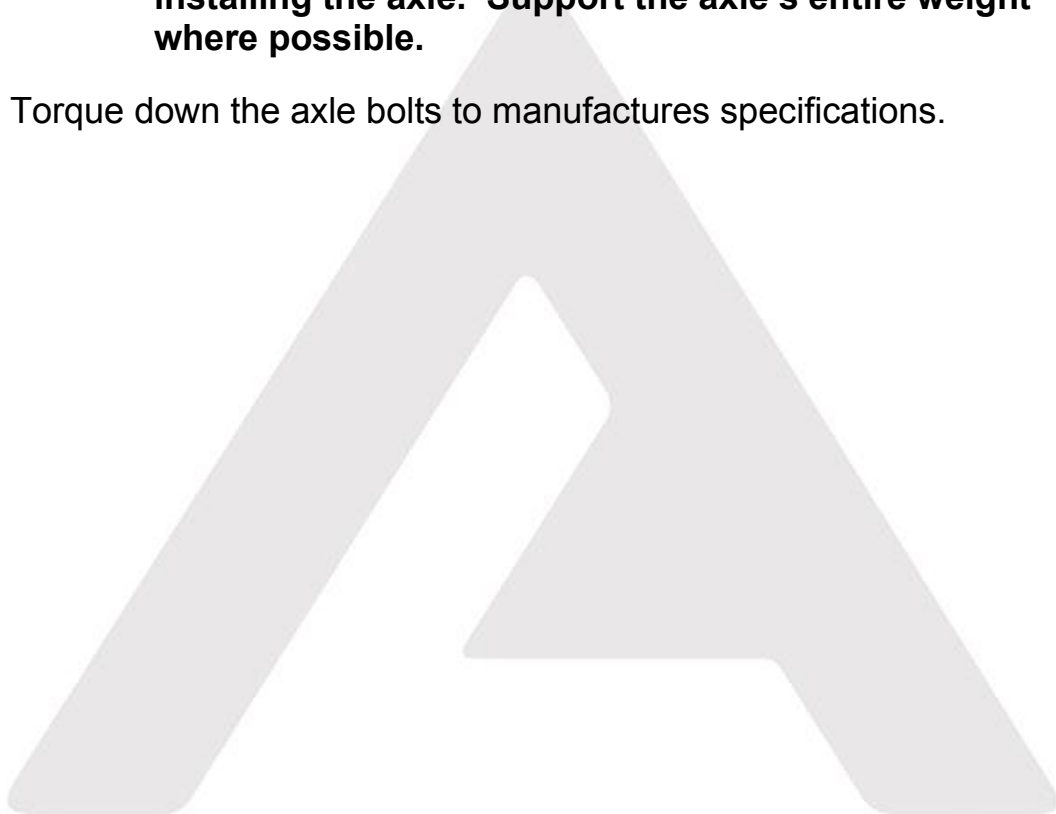 installing the axle.  Support the axle's entire weight
where possible.
Torque down the axle bolts to manufactures specifications.